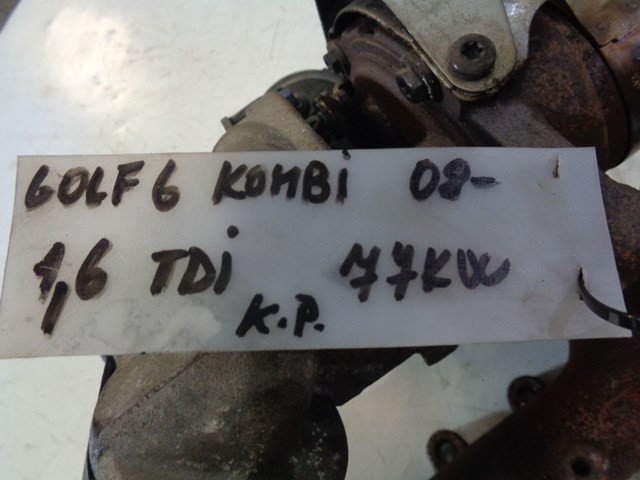 GOLF 6 KOMBi 08-
1,6 TDi 77KW
K.P.